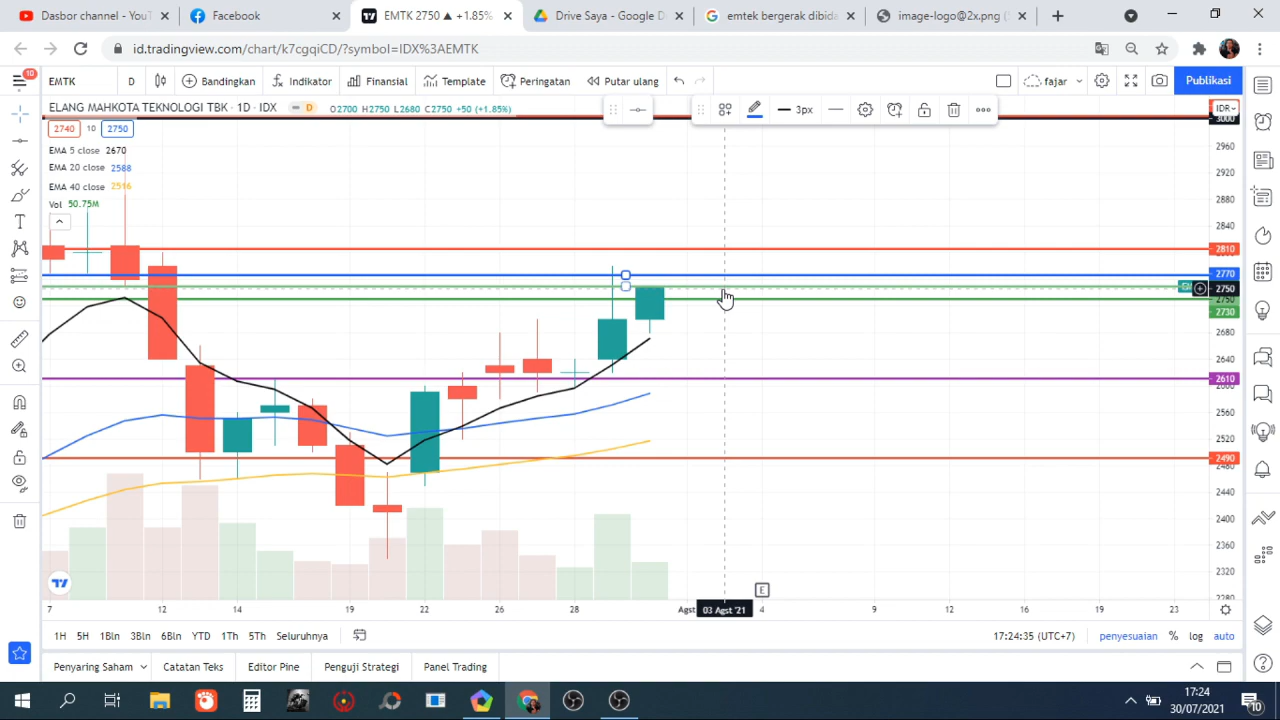 Dasbor channel - YouT
Facebook
EMTK 2750 ▲ +1.85%
Drive Saya - Google D
emtek bergerak dibida
image-logo@2x.png (
id.tradingview.com/chart/k7cgqiCD/?symbol=IDX%3AEMTK
10
EMTK
D
Bandingkan
Indikator
Finansial
Template
Peringatan
Putar ulang
fajar
Publikasi
ELANG MAHKOTA TEKNOLOGI TBK · 1D · IDX
D
O2700 H2750 L2680 C2750 +50 (+1.85%)
3px
IDR
2740
10
2750
EMA 5 close 2670
EMA 20 close 2588
EMA 40 close 2516
Vol 50.75M
3000
2960
2920
2880
2840
2810
2770
2750
2750
2730
2680
2640
2610
2600
2560
2520
2490
2480
2440
2400
2360
2320
2280
E
7
12
14
19
22
26
28
Agst
03 Agst '21
4
9
12
16
19
23
1H
5H
1Bln
3Bln
6Bln
YTD
1Th
5Th
Seluruhnya
17:24:35 (UTC+7)
penyesuaian
%
log
auto
Penyaring Saham
Catatan Teks
Editor Pine
Penguji Strategi
Panel Trading
17:24
30/07/2021
10